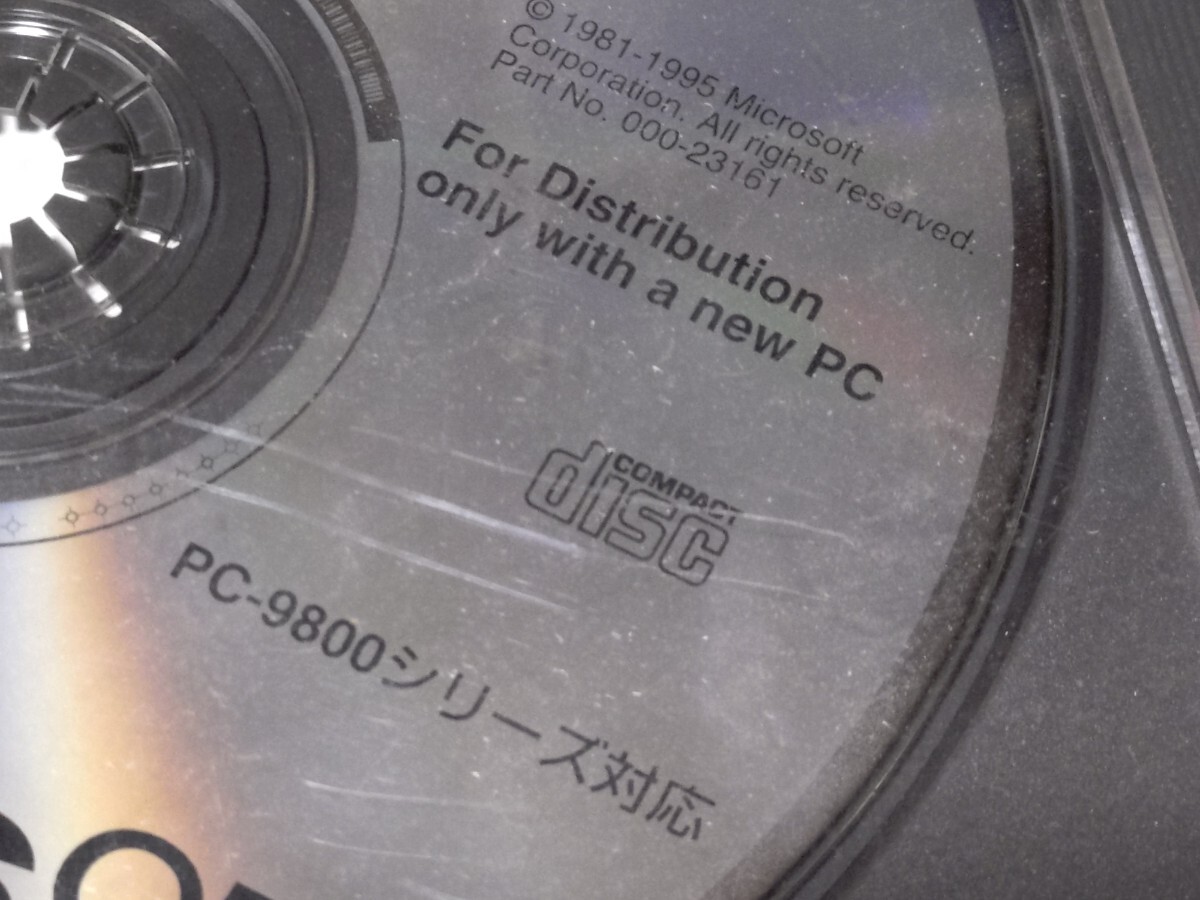 © 1981-1995 Microsoft
Corporation. All rights reserved.
Part No. 000-23161
For Distribution
only with a new PC
COMPACT
disc
PC-9800シリーズ対応
so